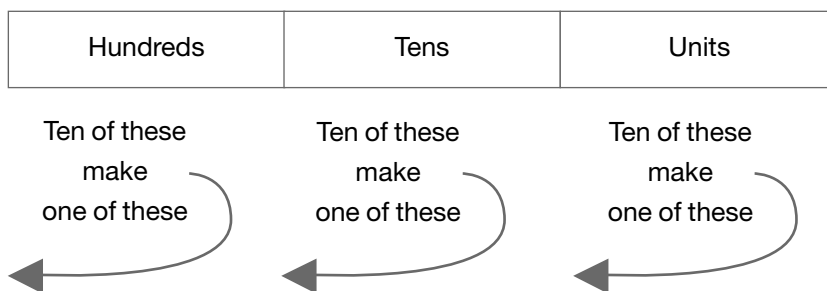 Hundreds Tens Units
Ten of these
make
one of these
Ten of these
make
one of these
Ten of these
make
one of these